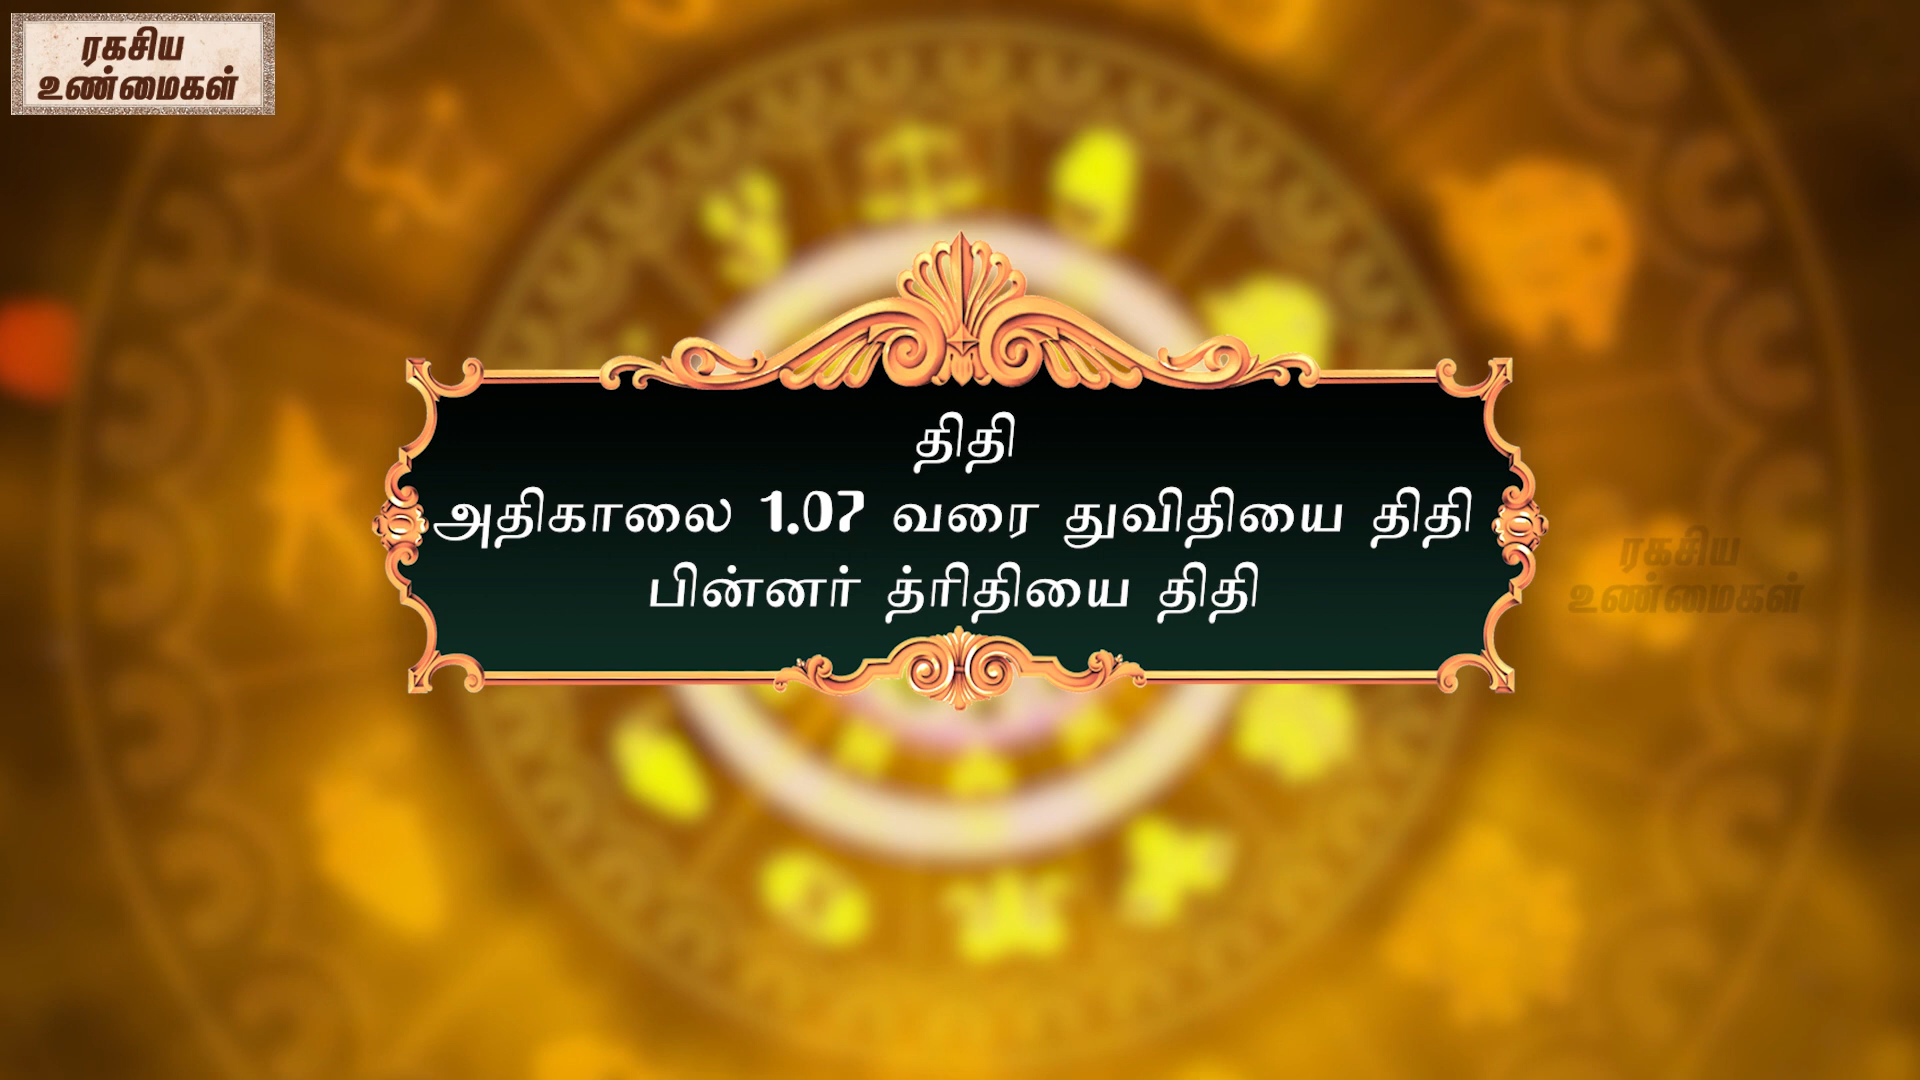 ரகசிய
உண்மைகள்
திதி
அதிகாலை 1.07 வரை துவிதியை திதி
பின்னர் த்ரிதியை திதி
ரகசிய
உண்மைகள்